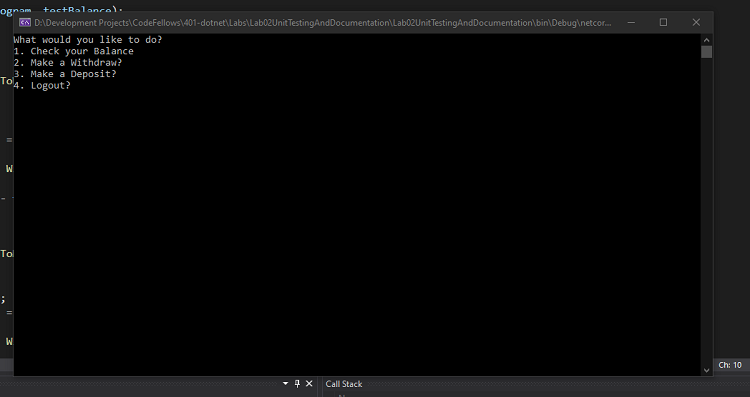 ogram, testBalance);
D:\Development Projects\CodeFellows\401-dotnet\Labs\Lab02UnitTestingAndDocumentation\Lab02UnitTestingAndDocumentation\bin\Debug\netcor...
What would you like to do?
1. Check your Balance
2. Make a Withdraw?
3. Make a Deposit?
4. Logout?
To
=
W
-
To
;
=
W
Ch: 10
Call Stack